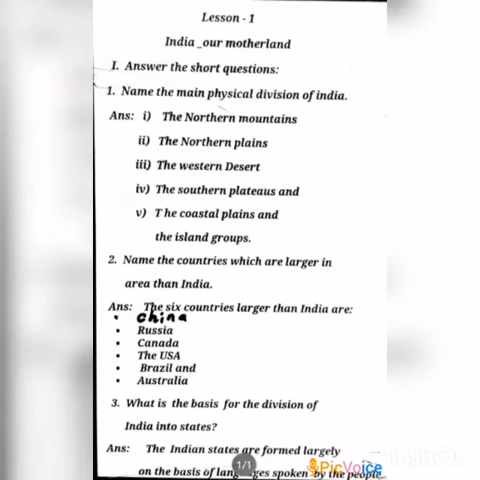 Lesson - 1
India _our motherland
I. Answer the short questions:
1. Name the main physical division of india.
Ans: i) The Northern mountains
ii) The Northern plains
iii) The western Desert
iv) The southern plateaus and
v) T he coastal plains and
the island groups.
2. Name the countries which are larger in
area than India.
Ans: The six countries larger than India are:
• China
• Russia
• Canada
• The USA
• Brazil and
• Australia
3. What is the basis for the division of
India into states?
Ans: The Indian states are formed largely
on the basis of spoken by the people
1/1
PicVoice